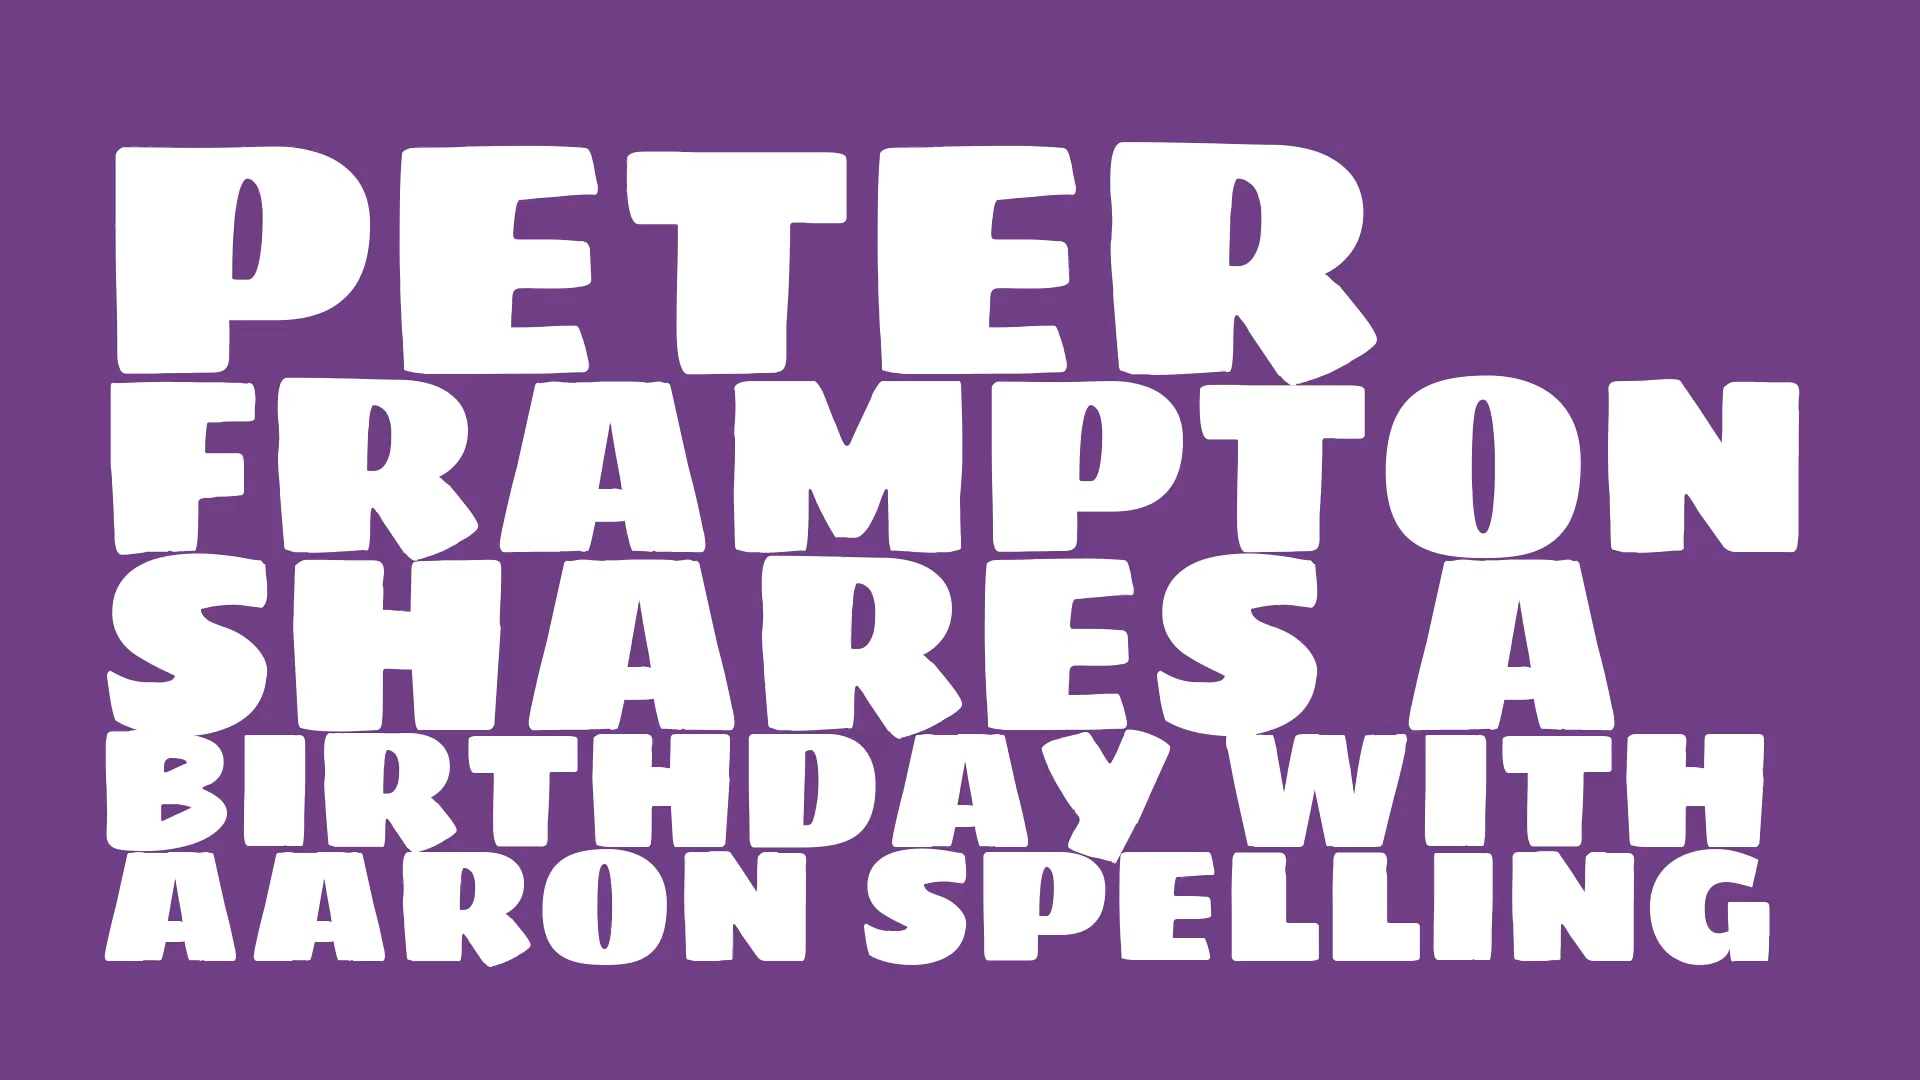 PETER
FRAMPTON
SHARES A
BIRTHDAY WITH
AARON SPELLING